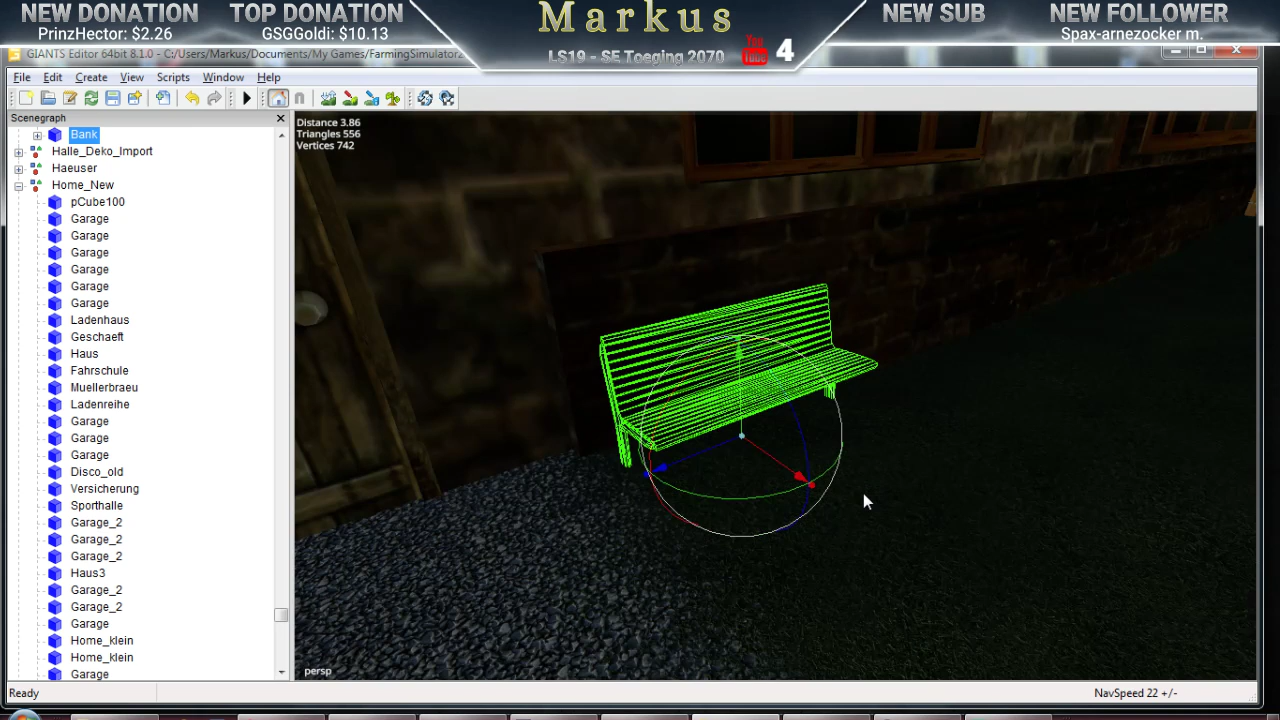 NEW DONATION
PrinzHector: $2.26
TOP DONATION
GSGGoldi: $10.13
Markus
LS19 - SE Toeging 2070
You
Tube
4
NEW SUB
NEW FOLLOWER
Spax-arnezocker m.
GIANTS Editor 64bit 8.1.0 - C:/Users/Markus/Documents/My Games/FarmingSimulator
File Edit Create View Scripts Window Help
Scenegraph
Bank
Halle_Deko_Import
Haeuser
Home_New
pCube100
Garage
Garage
Garage
Garage
Garage
Garage
Ladenhaus
Geschaeft
Haus
Fahrschule
Muellerbraeu
Ladenreihe
Garage
Garage
Garage
Disco_old
Versicherung
Sporthalle
Garage_2
Garage_2
Garage_2
Haus3
Garage_2
Garage_2
Garage
Home_klein
Home_klein
Garage
Distance 3.86
Triangles 556
Vertices 742
persp
Ready
NavSpeed 22 +/-